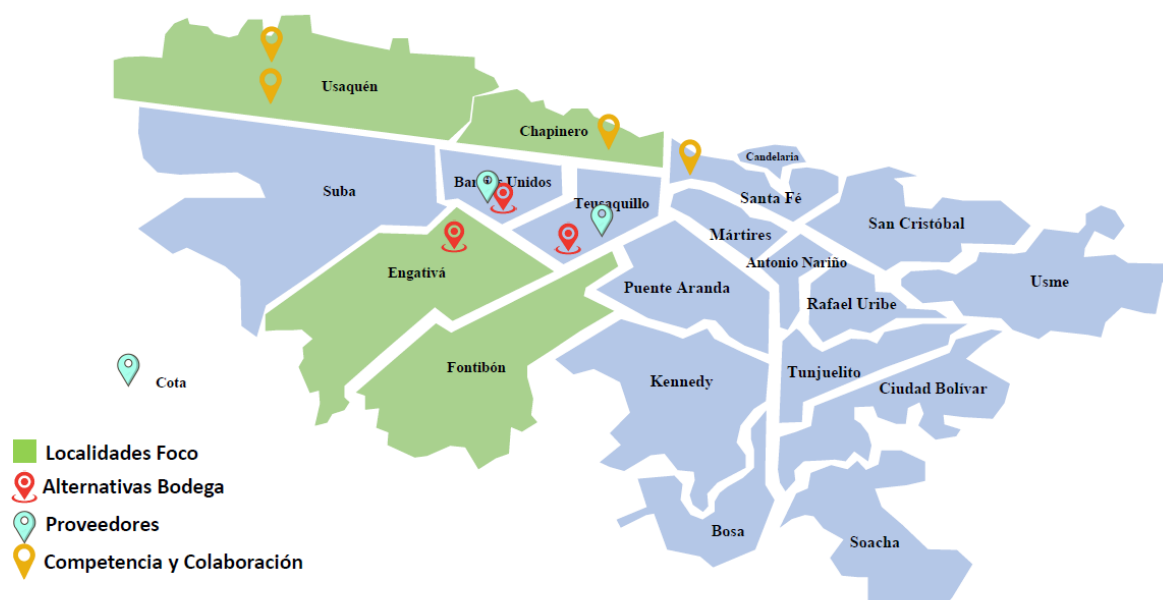 Usaquén
Chapinero
Candelaria
Suba
Barrios Unidos
Santa Fé
Teusaquillo
San Cristóbal
Mártires
Antonio Nariño
Engativá
Usme
Puente Aranda
Rafael Uribe
Fontibón
Tunjuelito
Cota
Kennedy
Ciudad Bolívar
Localidades Foco
Alternativas Bodega
Proveedores
Bosa
Soacha
Competencia y Colaboración